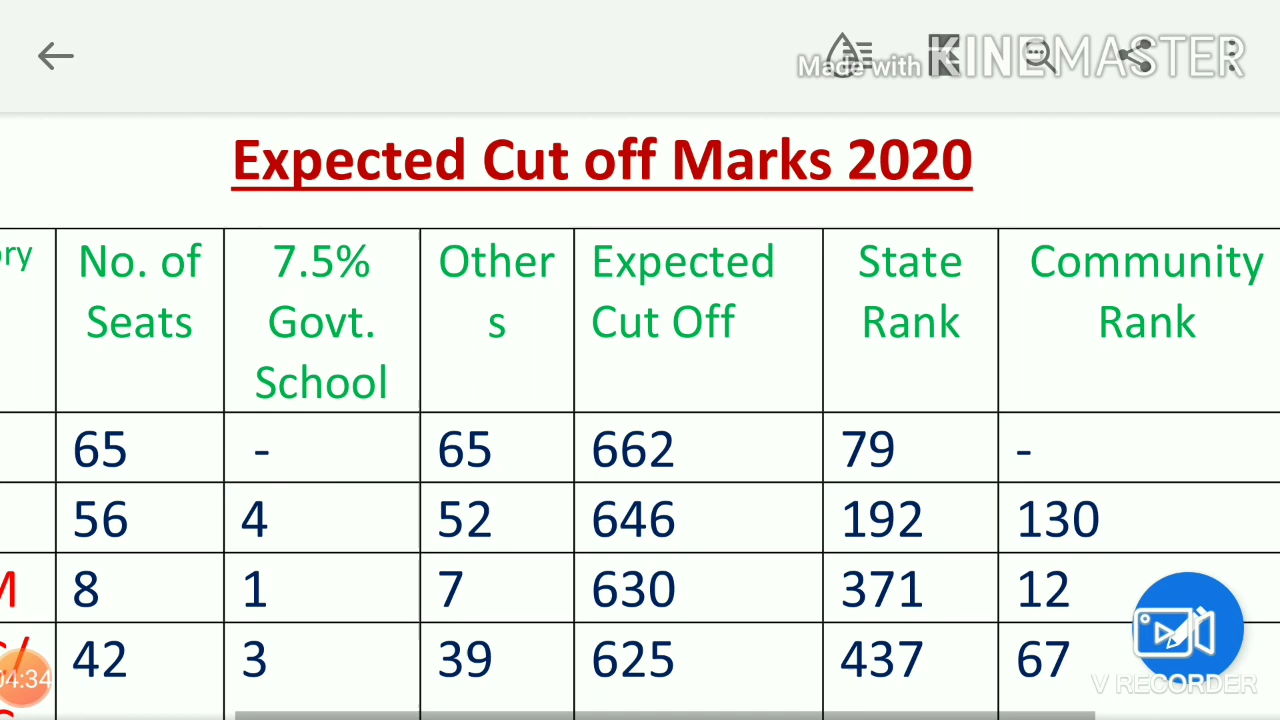 Made with KINEMASTER
Expected Cut off Marks 2020
ry No. of 7.5% Other Expected State Community
Seats Govt. s Cut Off Rank Rank
School
65 - 65 662 79 -
56 4 52 646 192 130
M 8 1 7 630 371 12
/ 42 3 39 625 437 67
04:34
V RECORDER